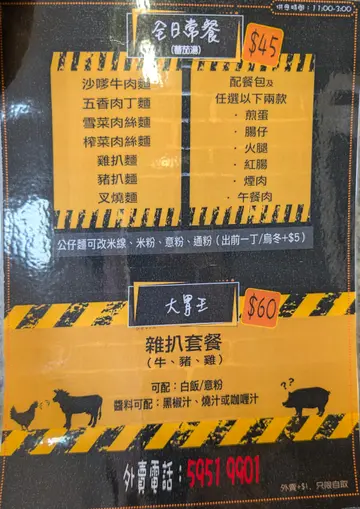 供應時間：11:00-3:00
全日常餐
(蕃茄湯)
$45
沙嗲牛肉麵
五香肉丁麵
雪菜肉絲麵
榨菜肉絲麵
雞扒麵
豬扒麵
叉燒麵
配餐包及
任選以下兩款
· 煎蛋
· 腸仔
· 火腿
· 紅腸
· 煙肉
· 午餐肉
公仔麵可改米線、米粉、意粉、通粉（出前一丁/烏冬+$5）
大胃王
$60
雜扒套餐
（牛、豬、雞）
可配：白飯/意粉
醬料可配：黑椒汁、燒汁或咖喱汁
??
外賣電話：5951 9901
外賣+$1，只限自取